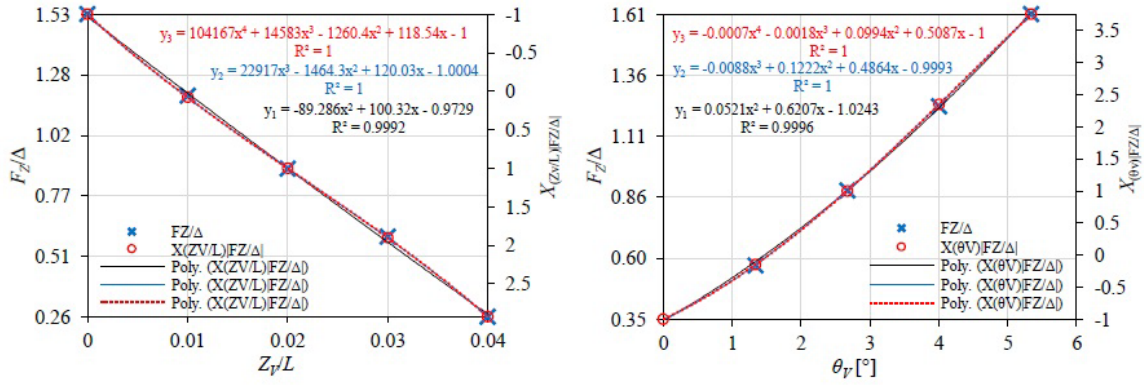 1.53
1.28
1.02
0.77
0.51
0.26
F_Z/Δ
y₃ = 104167x⁴ + 14583x³ - 1260.4x² + 118.54x - 1
R² = 1
y₂ = 22917x³ - 1464.3x² + 120.03x - 1.0004
R² = 1
y₁ = -89.286x² + 100.32x - 0.9729
R² = 0.9992
FZ/Δ
X(ZV/L)|FZ/Δ|
Poly. (X(ZV/L)|FZ/Δ|)
Poly. (X(ZV/L)|FZ/Δ|)
Poly. (X(ZV/L)|FZ/Δ|)
-1
-0.5
0
0.5
1
1.5
2
2.5
X(Zv/L)|FZ/Δ|
0 0.01 0.02 0.03 0.04
Z_V/L
1.61
1.36
1.11
0.86
0.60
0.35
F_Z/Δ
y₃ = -0.0007x⁴ - 0.0018x³ + 0.0994x² + 0.5087x - 1
R² = 1
y₂ = -0.0088x³ + 0.1222x² + 0.4864x - 0.9993
R² = 1
y₁ = 0.0521x² + 0.6207x - 1.0243
R² = 0.9996
FZ/Δ
X(θV)|FZ/Δ|
Poly. (X(θV)|FZ/Δ|)
Poly. (X(θV)|FZ/Δ|)
Poly. (X(θV)|FZ/Δ|)
3.5
3
2.5
2
1.5
1
0.5
0
-0.5
-1
X(θv)|FZ/Δ|
0 1 2 3 4 5 6
θ_V [°]